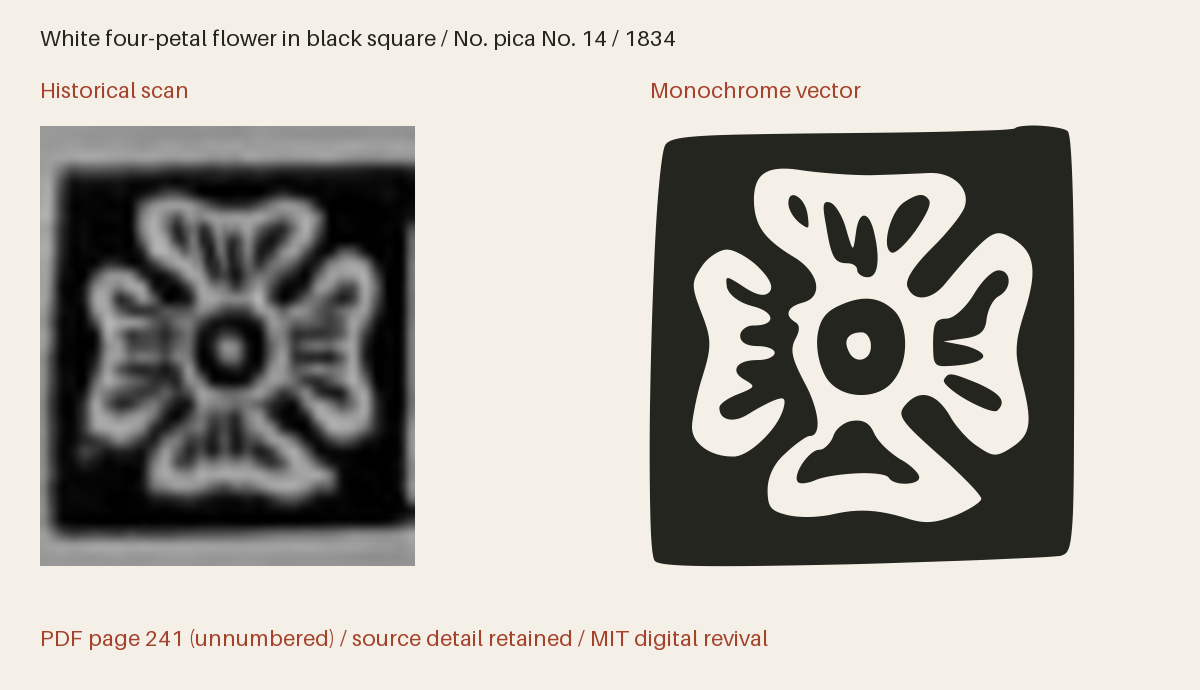 White four-petal flower in black square / No. pica No. 14 / 1834
Historical scan
Monochrome vector
PDF page 241 (unnumbered) / source detail retained / MIT digital revival